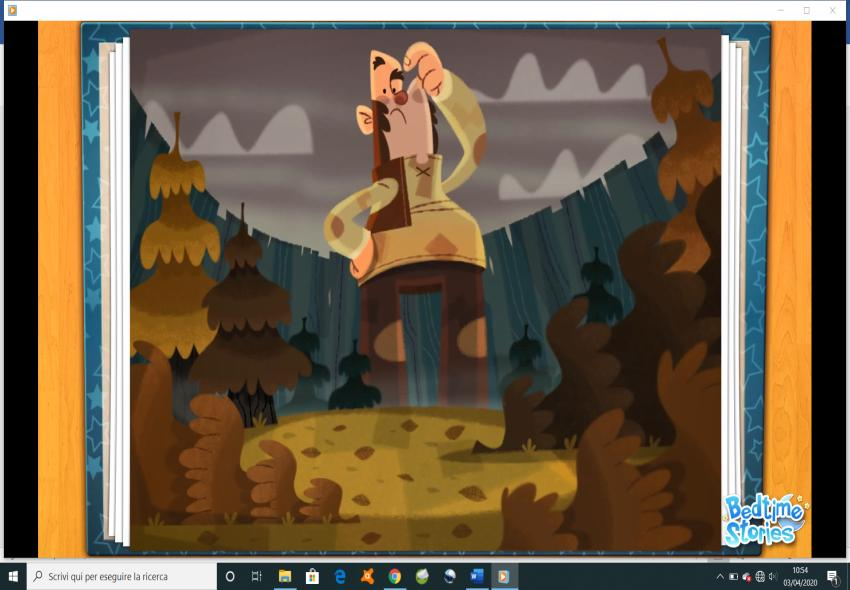 Bedtime
Stories
Scrivi qui per eseguire la ricerca
10:54
03/04/2020